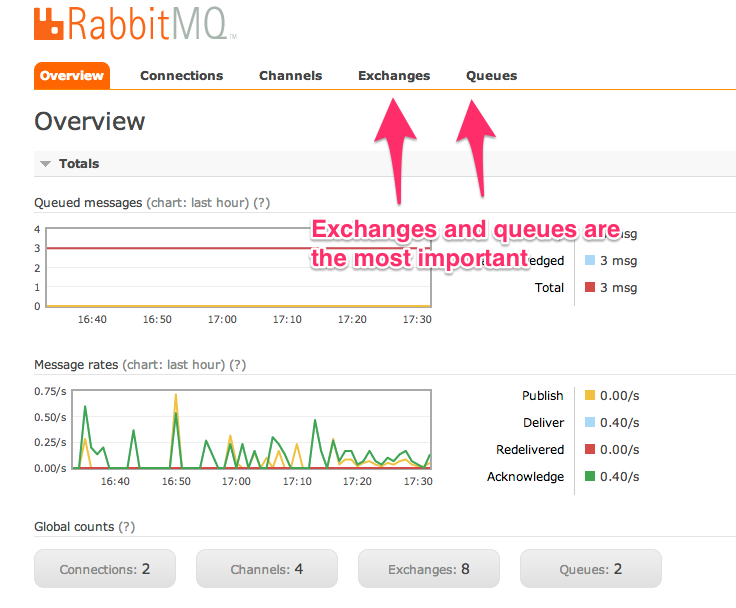 RabbitMQ TM
Overview Connections Channels Exchanges Queues
Overview
Totals
Queued messages (chart: last hour) (?)
4
3
2
1
0
16:40 16:50 17:00 17:10 17:20 17:30
Exchanges and queues are
the most important
msg
edged 3 msg
Total 3 msg
Message rates (chart: last hour) (?)
0.75/s
0.50/s
0.25/s
0.00/s
16:40 16:50 17:00 17:10 17:20 17:30
Publish 0.00/s
Deliver 0.40/s
Redelivered 0.00/s
Acknowledge 0.40/s
Global counts (?)
Connections: 2 Channels: 4 Exchanges: 8 Queues: 2